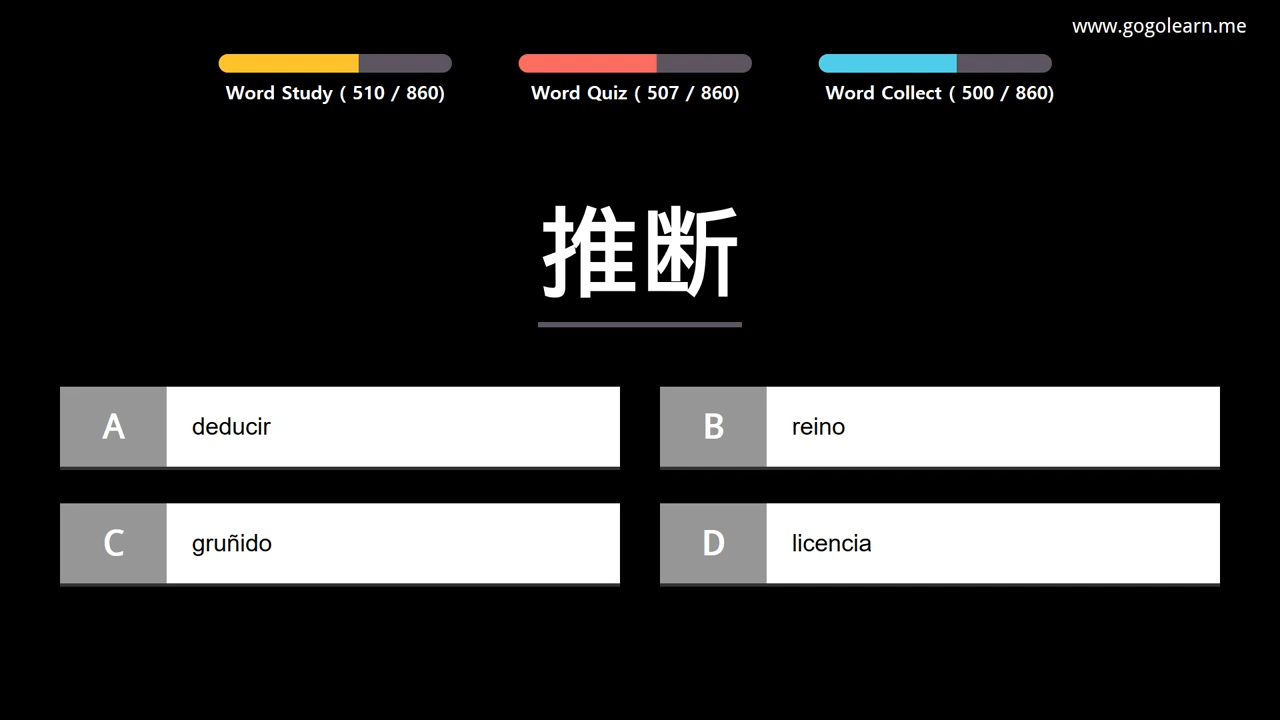 www.gogolearn.me
Word Study ( 510 / 860)
Word Quiz ( 507 / 860)
Word Collect ( 500 / 860)
推断
A deducir
B reino
C gruñido
D licencia